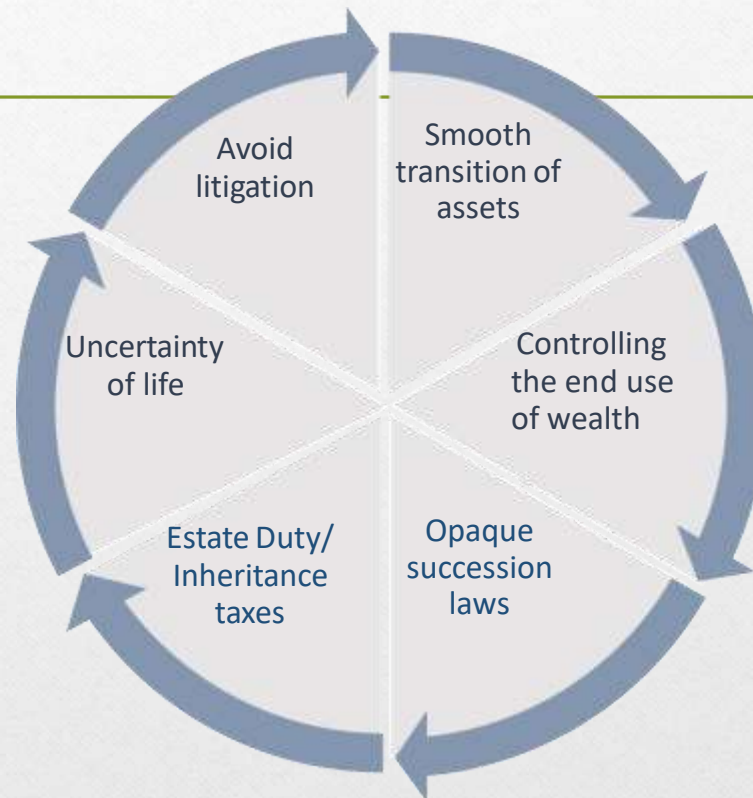 Avoid
litigation
Smooth
transition of
assets
Controlling
the end use
of wealth
Opaque
succession
laws
Estate Duty/
Inheritance
taxes
Uncertainty
of life